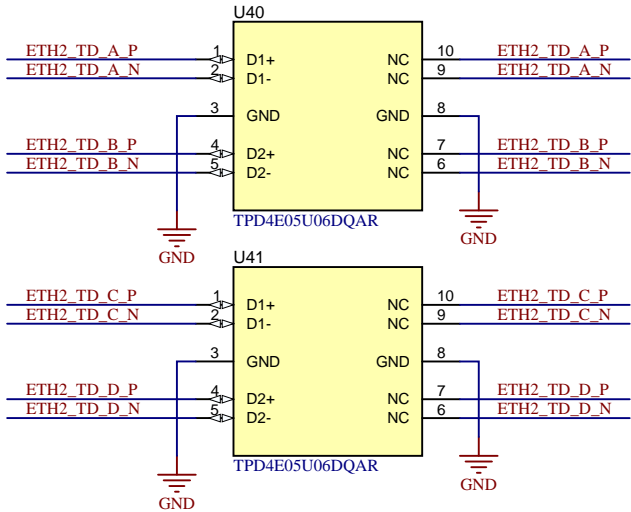 U40
ETH2_TD_A_P 1 D1+ NC 10 ETH2_TD_A_P
ETH2_TD_A_N 2 D1- NC 9 ETH2_TD_A_N
3 GND GND 8
ETH2_TD_B_P 4 D2+ NC 7 ETH2_TD_B_P
ETH2_TD_B_N 5 D2- NC 6 ETH2_TD_B_N
TPD4E05U06DQAR
GND GND
U41
ETH2_TD_C_P 1 D1+ NC 10 ETH2_TD_C_P
ETH2_TD_C_N 2 D1- NC 9 ETH2_TD_C_N
3 GND GND 8
ETH2_TD_D_P 4 D2+ NC 7 ETH2_TD_D_P
ETH2_TD_D_N 5 D2- NC 6 ETH2_TD_D_N
TPD4E05U06DQAR
GND GND